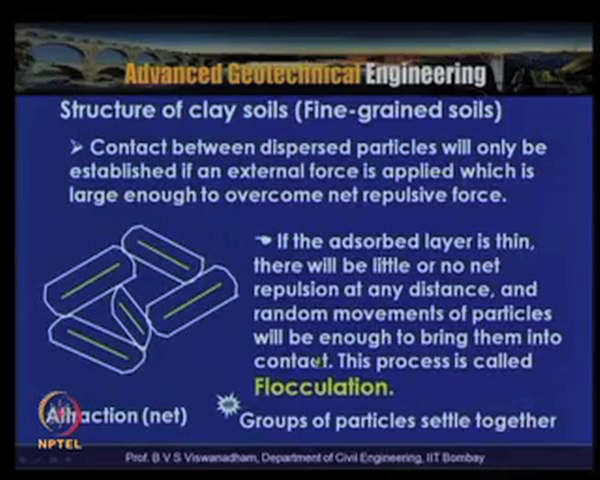 Advanced Geotechnical Engineering
Structure of clay soils (Fine-grained soils)
➢ Contact between dispersed particles will only be
established if an external force is applied which is
large enough to overcome net repulsive force.
If the adsorbed layer is thin,
there will be little or no net
repulsion at any distance, and
random movements of particles
will be enough to bring them into
contact. This process is called
Flocculation.
Attraction (net)
Groups of particles settle together
NPTEL
Prof. B V S Viswanadham, Department of Civil Engineering, IIT Bombay